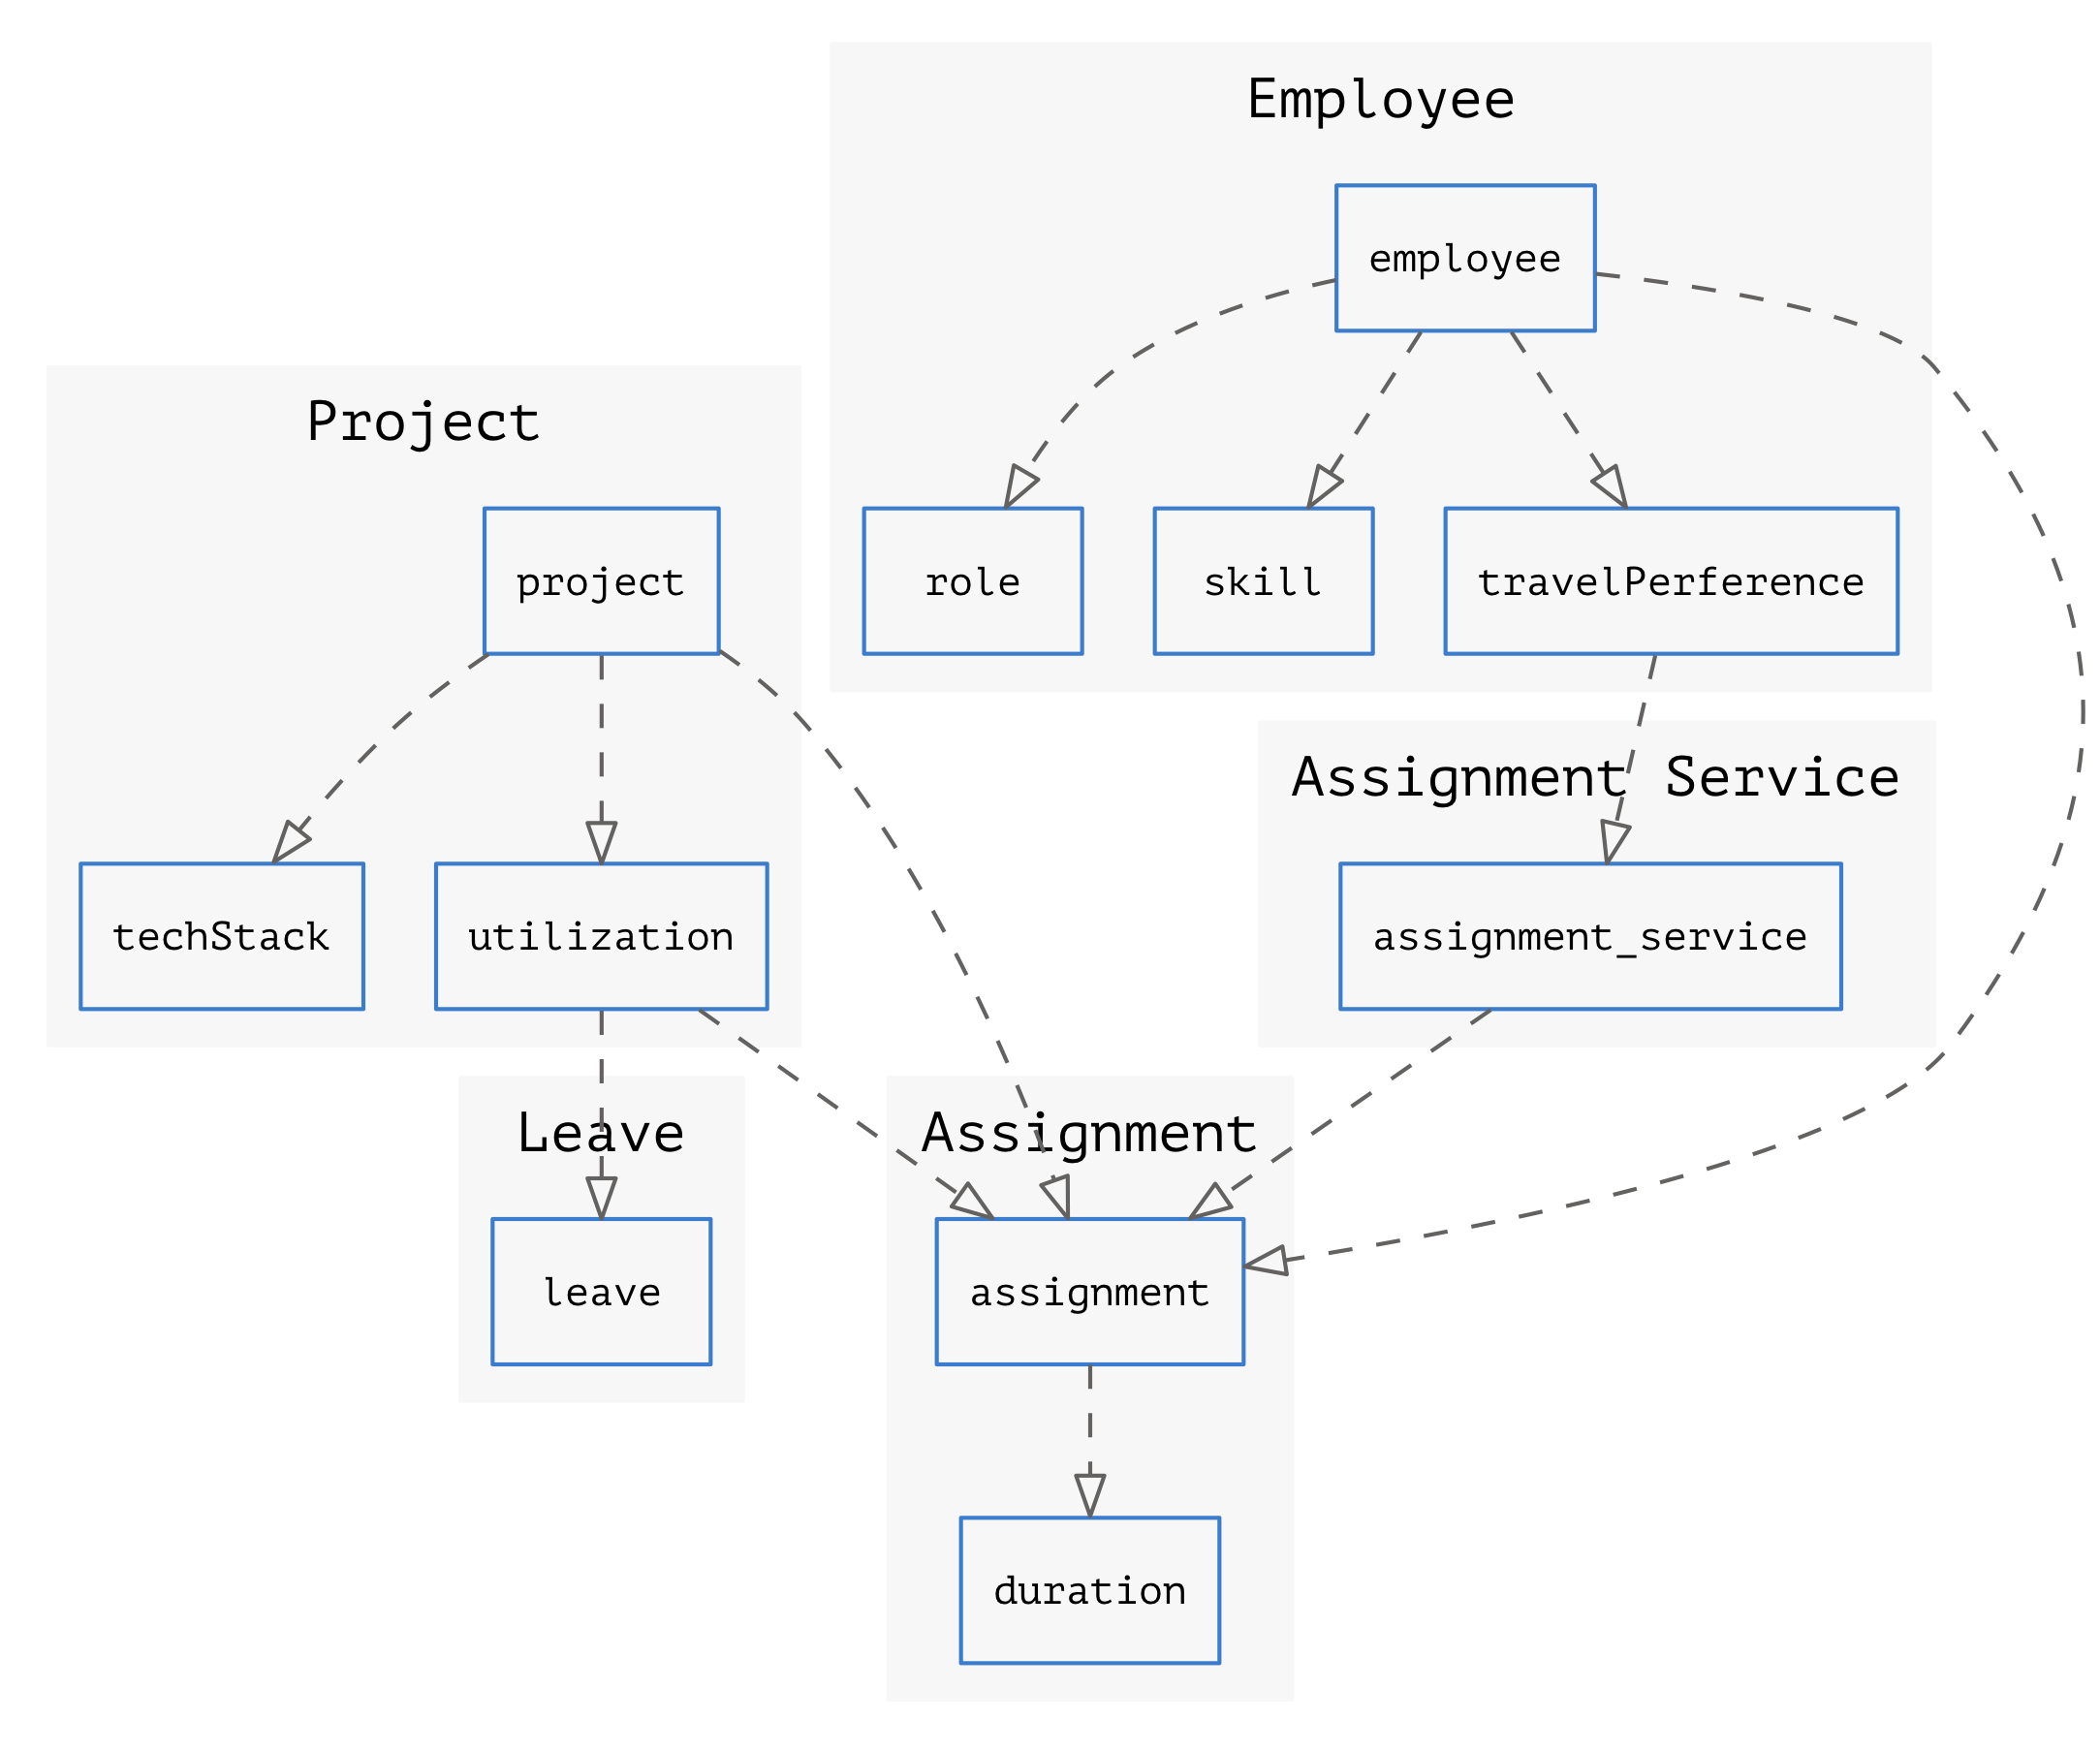 Employee
employee
Project
project
role
skill
travelPerference
Assignment Service
techStack
utilization
assignment_service
Leave
Assignment
leave
assignment
duration